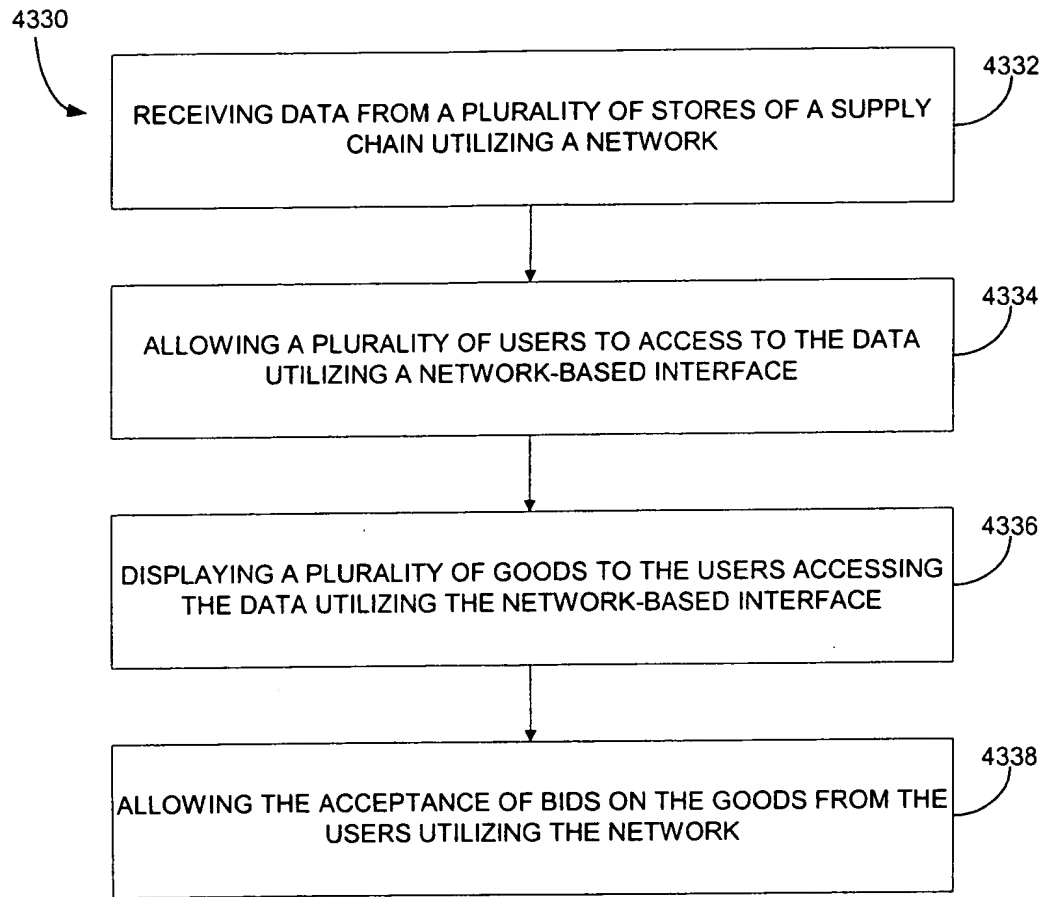 4330
4332
RECEIVING DATA FROM A PLURALITY OF STORES OF A SUPPLY
CHAIN UTILIZING A NETWORK
4334
ALLOWING A PLURALITY OF USERS TO ACCESS TO THE DATA
UTILIZING A NETWORK-BASED INTERFACE
4336
DISPLAYING A PLURALITY OF GOODS TO THE USERS ACCESSING
THE DATA UTILIZING THE NETWORK-BASED INTERFACE
4338
ALLOWING THE ACCEPTANCE OF BIDS ON THE GOODS FROM THE
USERS UTILIZING THE NETWORK